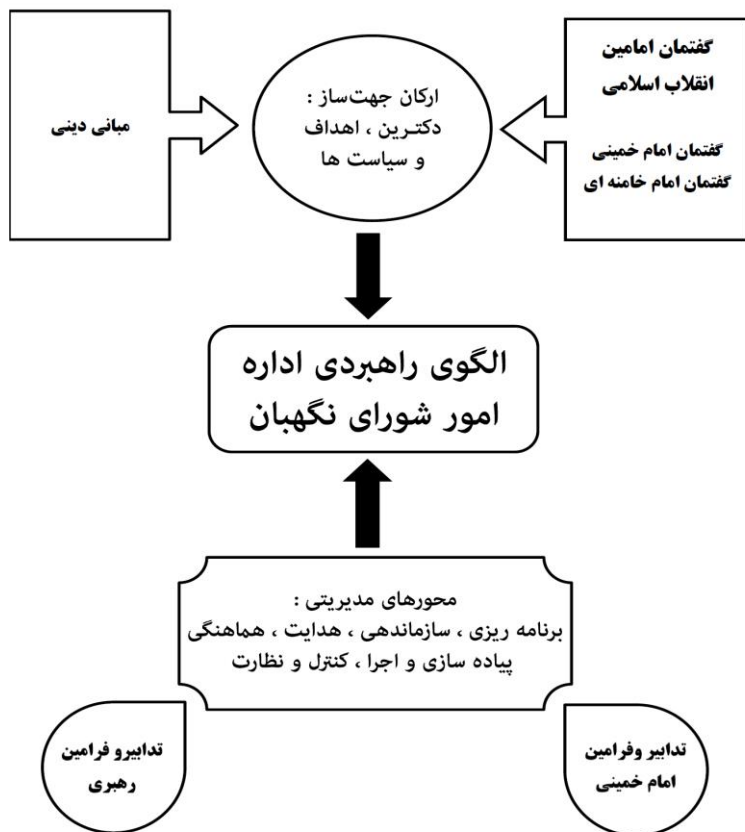 گفتمان امامین
انقلاب اسلامی
گفتمان امام خمینی
گفتمان امام خامنه ای
ارکان جهت‌ساز :
دکترین ، اهداف
و سیاست ها
مبانی دینی
الگوی راهبردی اداره
امور شورای نگهبان
محورهای مدیریتی :
برنامه ریزی ، سازماندهی ، هدایت ، هماهنگی
پیاده سازی و اجرا ، کنترل و نظارت
تدابیر وفرامین
امام خمینی
تدابیرو فرامین
رهبری